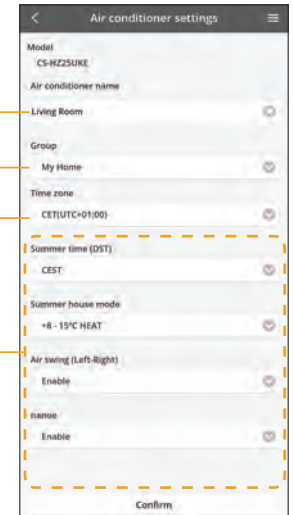 Air conditioner settings
Model
CS-HZ25UKE
Air conditioner name
Living Room
Group
My Home
Time zone
CET(UTC+01:00)
Summer time (DST)
CEST
Summer house mode
+8 - 15°C HEAT
Air swing (Left-Right)
Enable
nanoe
Enable
Confirm